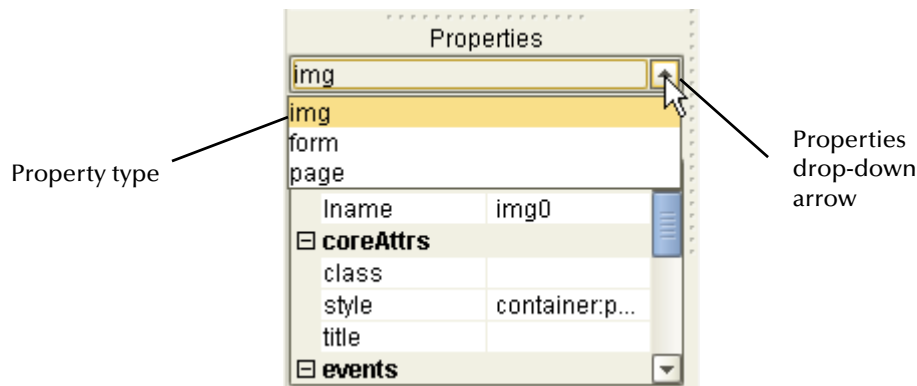 Properties
img
img
form
page
Property type
Properties
drop-down
arrow
lname img0
coreAttrs
class
style container:p...
title
events